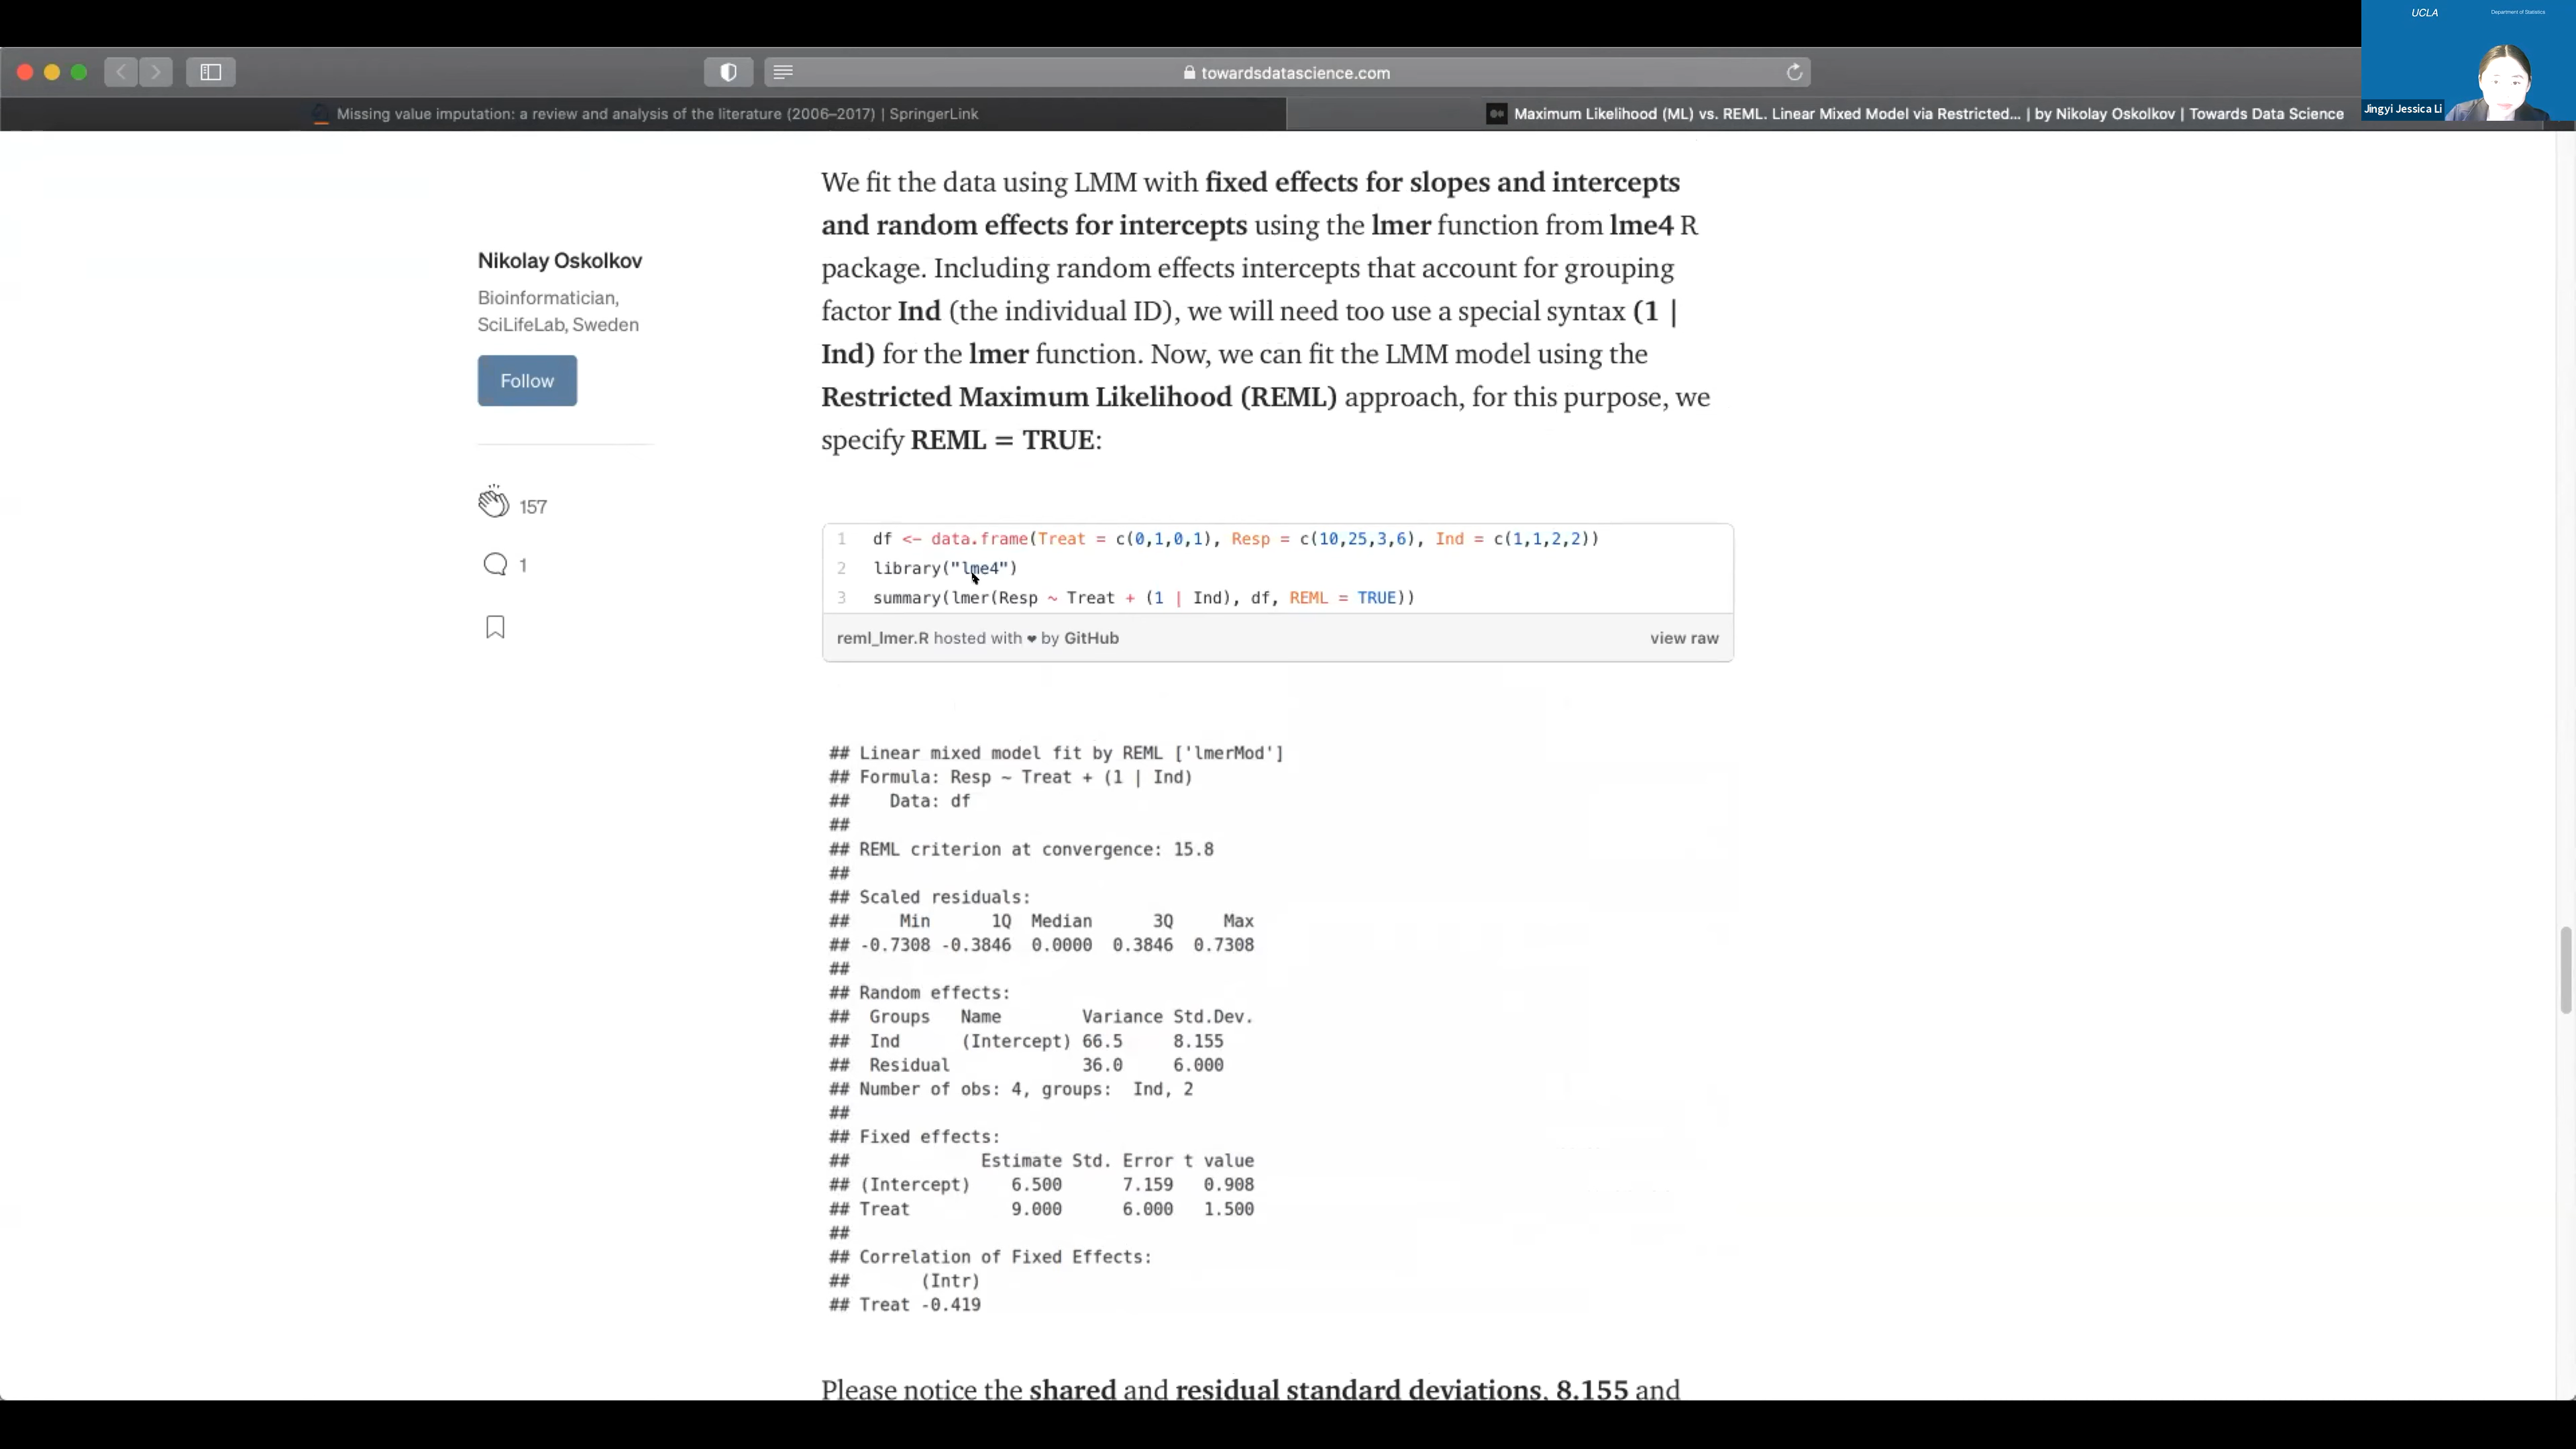 UCLA
Department of Statistics
Jingyi Jessica Li
towardsdatascience.com
Missing value imputation: a review and analysis of the literature (2006–2017) | SpringerLink
Maximum Likelihood (ML) vs. REML. Linear Mixed Model via Restricted... | by Nikolay Oskolkov | Towards Data Science
Nikolay Oskolkov
Bioinformatician,
SciLifeLab, Sweden
Follow
157
1
We fit the data using LMM with fixed effects for slopes and intercepts
and random effects for intercepts using the lmer function from lme4 R
package. Including random effects intercepts that account for grouping
factor Ind (the individual ID), we will need too use a special syntax (1 |
Ind) for the lmer function. Now, we can fit the LMM model using the
Restricted Maximum Likelihood (REML) approach, for this purpose, we
specify REML = TRUE:
1 df <- data.frame(Treat = c(0,1,0,1), Resp = c(10,25,3,6), Ind = c(1,1,2,2))
2 library("lme4")
3 summary(lmer(Resp ~ Treat + (1 | Ind), df, REML = TRUE))
reml_lmer.R hosted with ❤ by GitHub
view raw
## Linear mixed model fit by REML ['lmerMod']
## Formula: Resp ~ Treat + (1 | Ind)
##    Data: df
##
## REML criterion at convergence: 15.8
##
## Scaled residuals:
##     Min      1Q  Median      3Q     Max
## -0.7308 -0.3846  0.0000  0.3846  0.7308
##
## Random effects:
##  Groups   Name        Variance Std.Dev.
##  Ind      (Intercept) 66.5     8.155
##  Residual             36.0     6.000
## Number of obs: 4, groups:  Ind, 2
##
## Fixed effects:
##             Estimate Std. Error t value
## (Intercept)    6.500      7.159   0.908
## Treat          9.000      6.000   1.500
##
## Correlation of Fixed Effects:
##       (Intr)
## Treat -0.419
Please notice the shared and residual standard deviations, 8.155 and